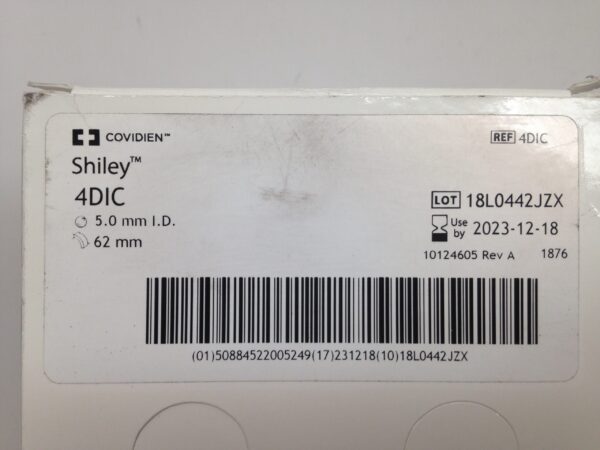 COVIDIEN™
REF 4DIC
Shiley™
4DIC
5.0 mm I.D.
62 mm
LOT 18L0442JZX
Use by 2023-12-18
10124605 Rev A 1876
(01)50884522005249(17)231218(10)18L0442JZX